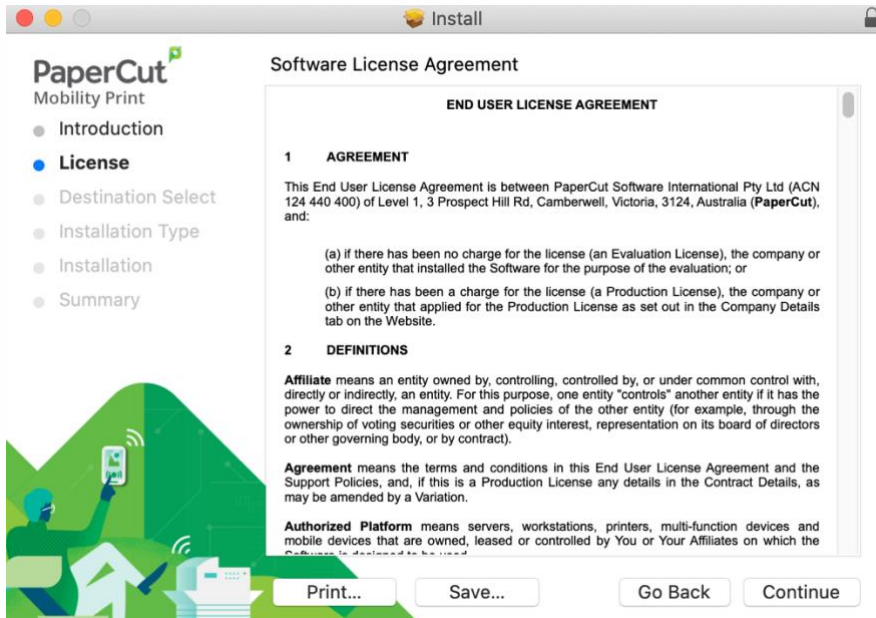 Install
PaperCut
Mobility Print
Introduction
License
Destination Select
Installation Type
Installation
Summary
Software License Agreement
END USER LICENSE AGREEMENT
1 AGREEMENT
This End User License Agreement is between PaperCut Software International Pty Ltd (ACN
124 440 400) of Level 1, 3 Prospect Hill Rd, Camberwell, Victoria, 3124, Australia (PaperCut),
and:
(a) if there has been no charge for the license (an Evaluation License), the company or
other entity that installed the Software for the purpose of the evaluation; or
(b) if there has been a charge for the license (a Production License), the company or
other entity that applied for the Production License as set out in the Company Details
tab on the Website.
2 DEFINITIONS
Affiliate means an entity owned by, controlling, controlled by, or under common control with,
directly or indirectly, an entity. For this purpose, one entity "controls" another entity if it has the
power to direct the management and policies of the other entity (for example, through the
ownership of voting securities or other equity interest, representation on its board of directors
or other governing body, or by contract).
Agreement means the terms and conditions in this End User License Agreement and the
Support Policies, and, if this is a Production License any details in the Contract Details, as
may be amended by a Variation.
Authorized Platform means servers, workstations, printers, multi-function devices and
mobile devices that are owned, leased or controlled by You or Your Affiliates on which the
Print...
Save...
Go Back
Continue